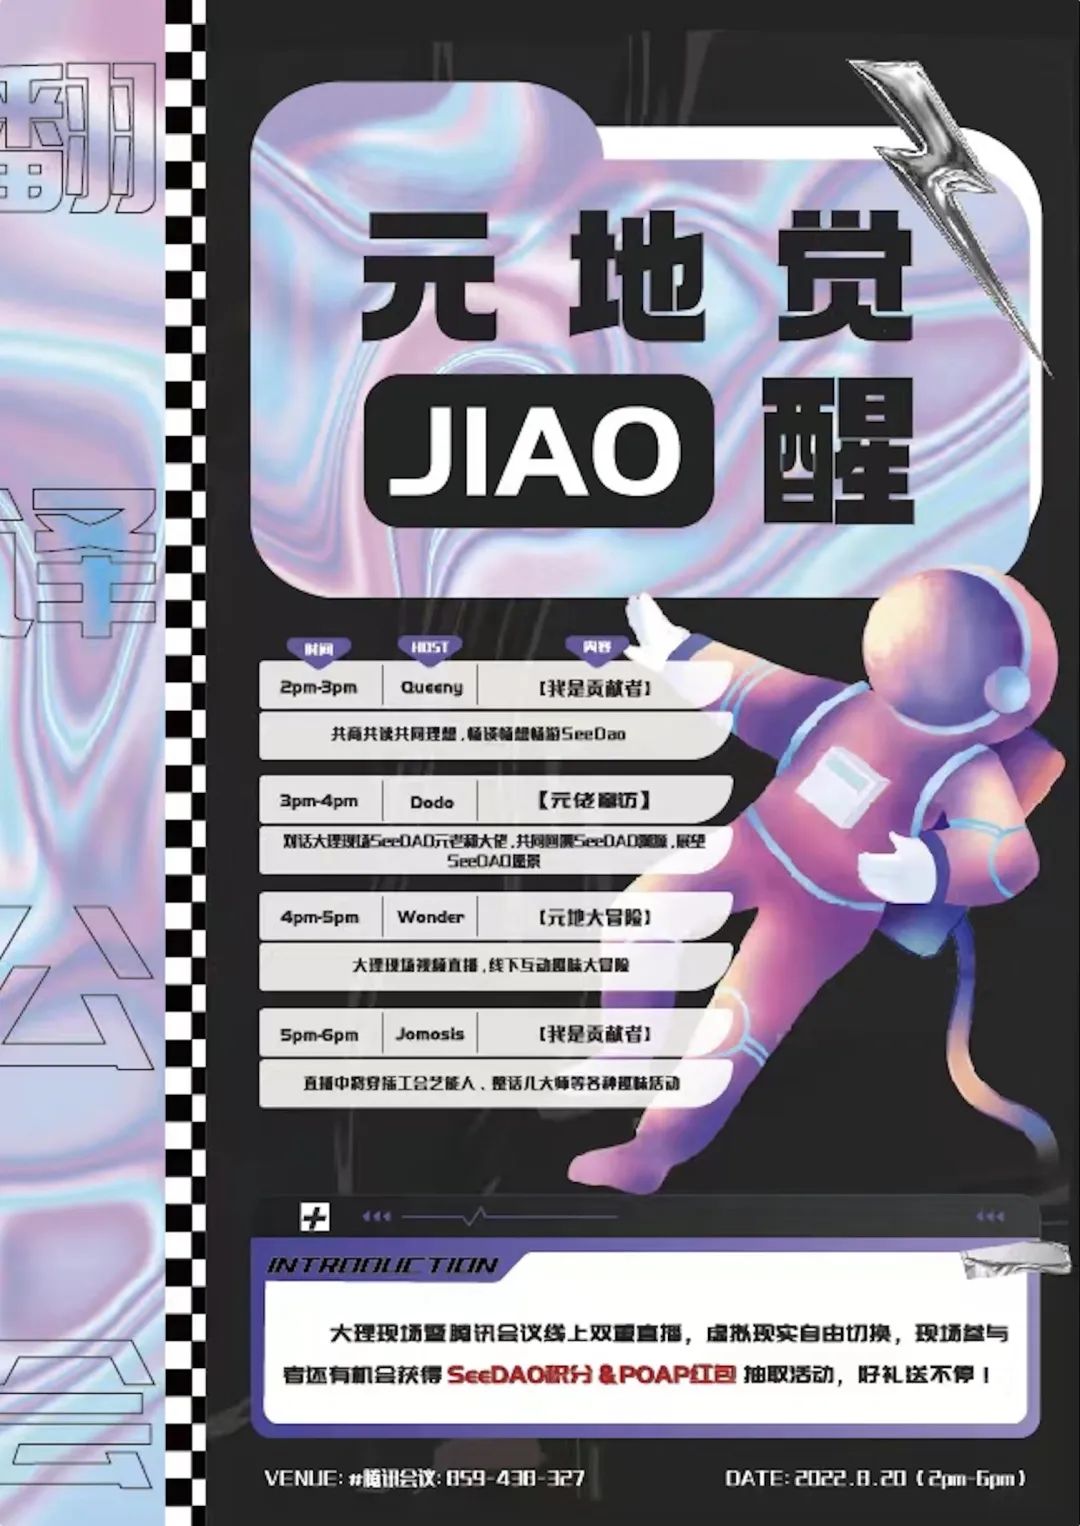 翻
译
公
会
元地觉
JIAO 醒
时间 HOST 内容
2pm-3pm Queeny 【我是贡献者】
共商共读共同理想,畅谈畅想畅游SeeDao
3pm-4pm Dodo 【元佬窜访】
对话大理现场SeeDAO元老和大佬,共同回溯SeeDAO渊源,展望
SeeDAO愿景
4pm-5pm Wonder 【元地大冒险】
大理现场视频直播,线下互动趣味大冒险
5pm-6pm Jomosis 【我是贡献者】
直播中将穿插工会艺能人、整活儿大师等各种趣味活动
INTRODUCTION
大理现场暨腾讯会议线上双重直播，虚拟现实自由切换，现场参与
者还有机会获得 SeeDAO积分 &POAP红包 抽取活动，好礼送不停！
VENUE: #腾讯会议: 859-438-327
DATE: 2022.8.20 (2pm-6pm)